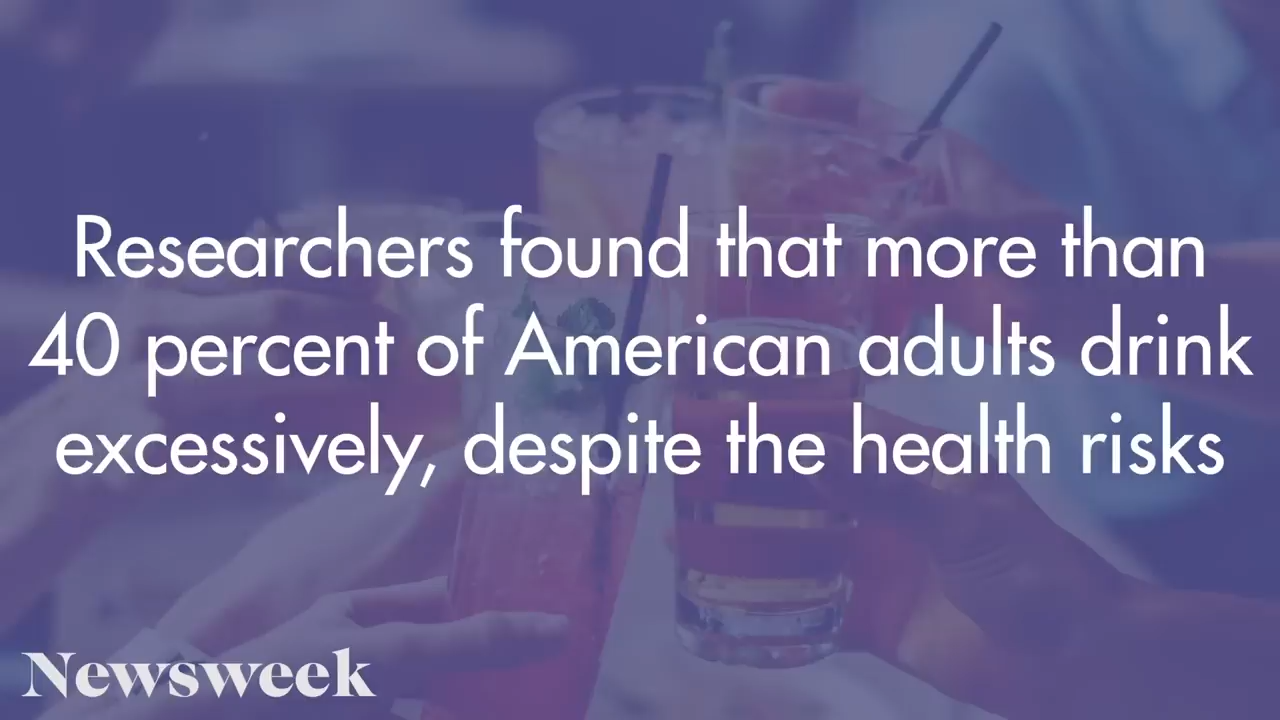 Researchers found that more than
40 percent of American adults drink
excessively, despite the health risks
Newsweek